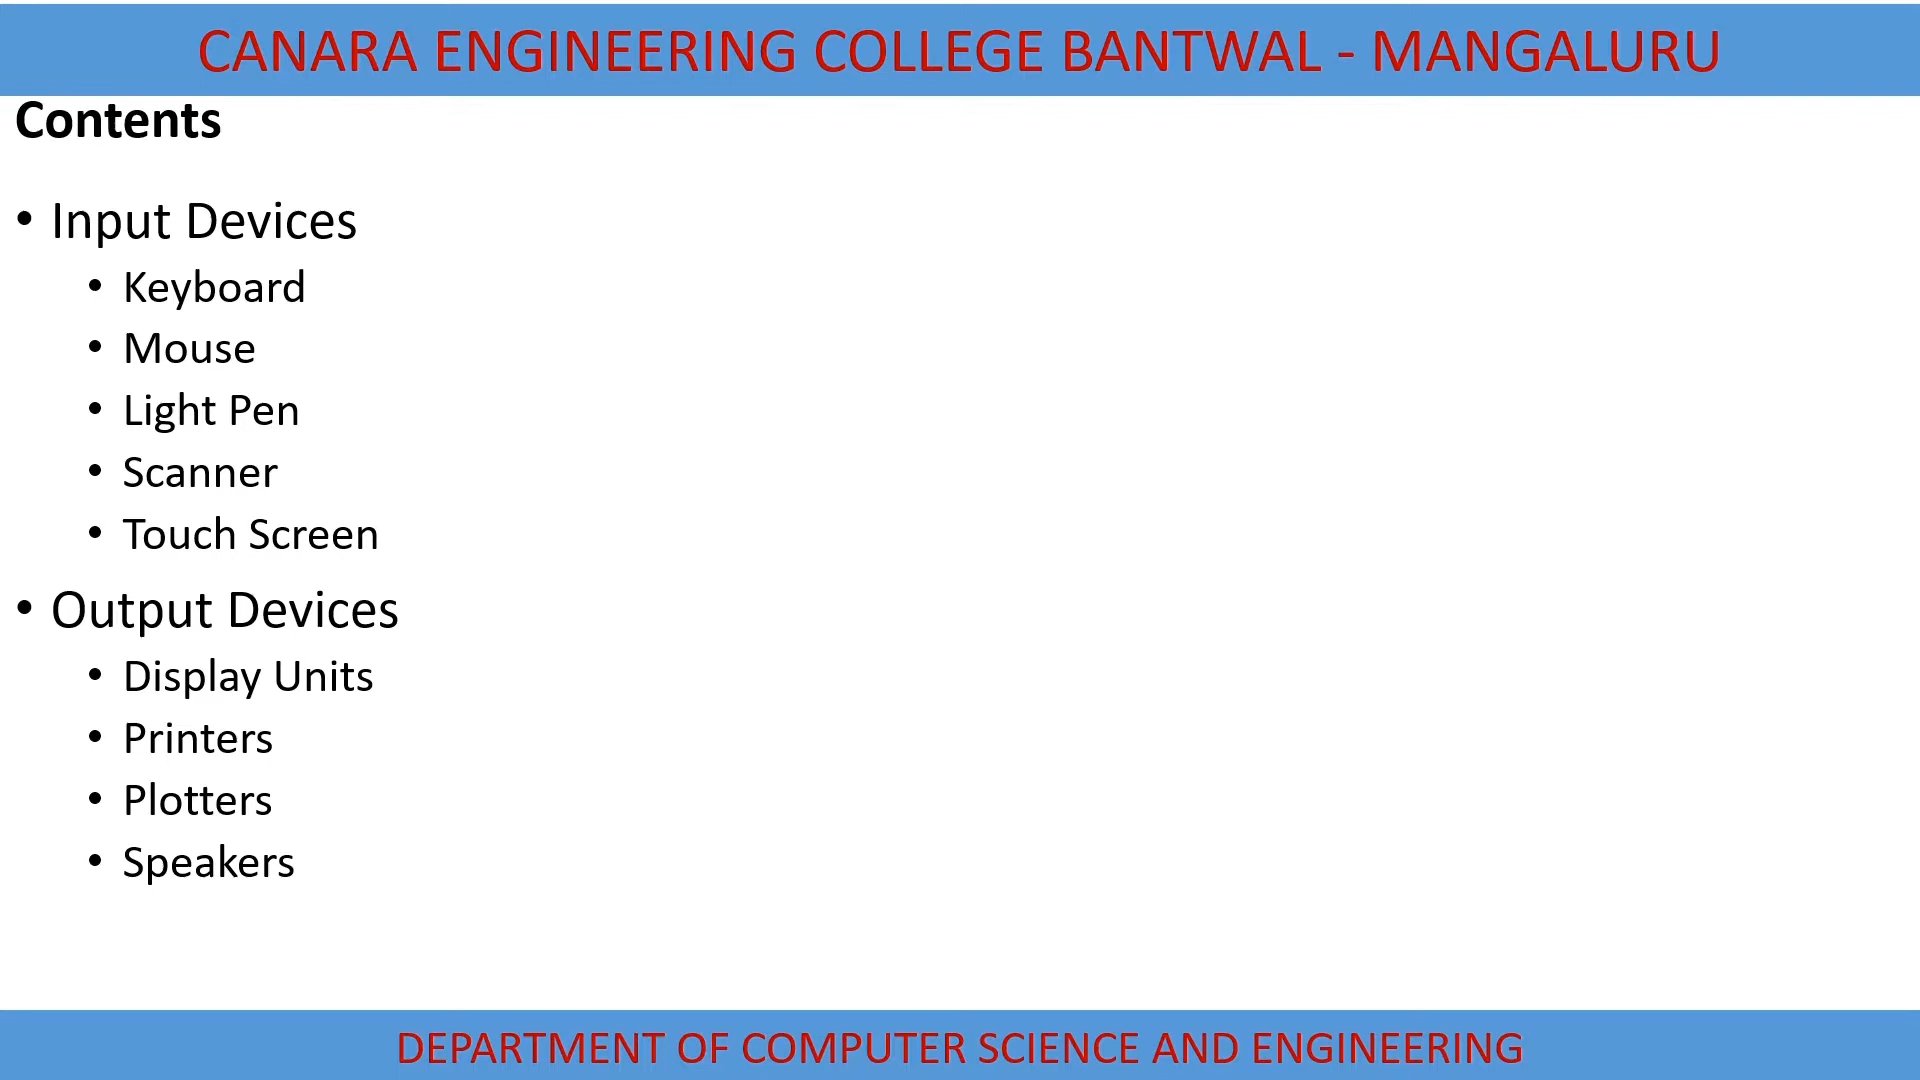 CANARA ENGINEERING COLLEGE BANTWAL - MANGALURU
Contents
• Input Devices
• Keyboard
• Mouse
• Light Pen
• Scanner
• Touch Screen
• Output Devices
• Display Units
• Printers
• Plotters
• Speakers
DEPARTMENT OF COMPUTER SCIENCE AND ENGINEERING